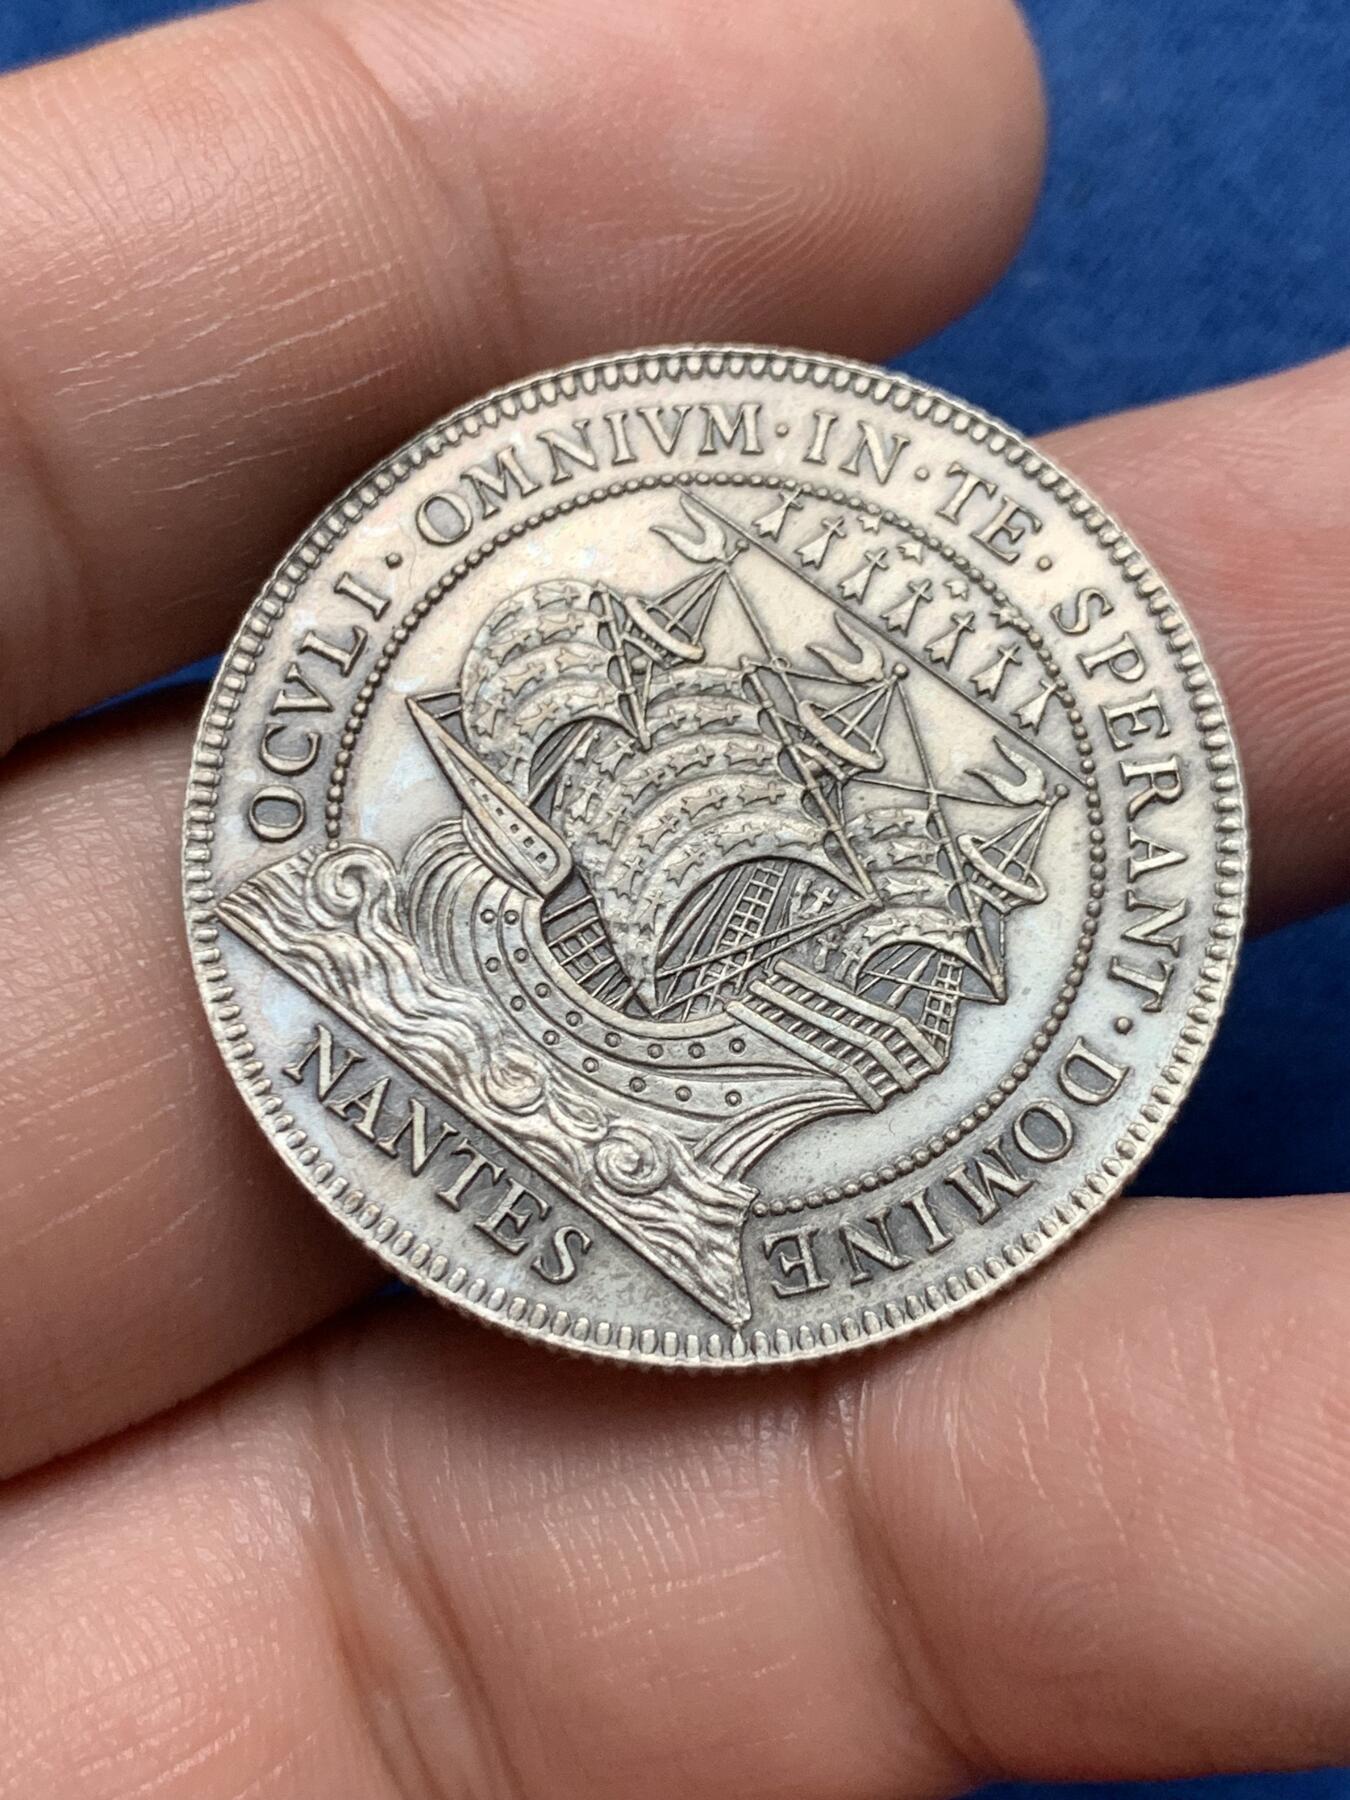 OCVLI · OMNIVM · IN · TE · SPERANT · DOMINE
NANTES